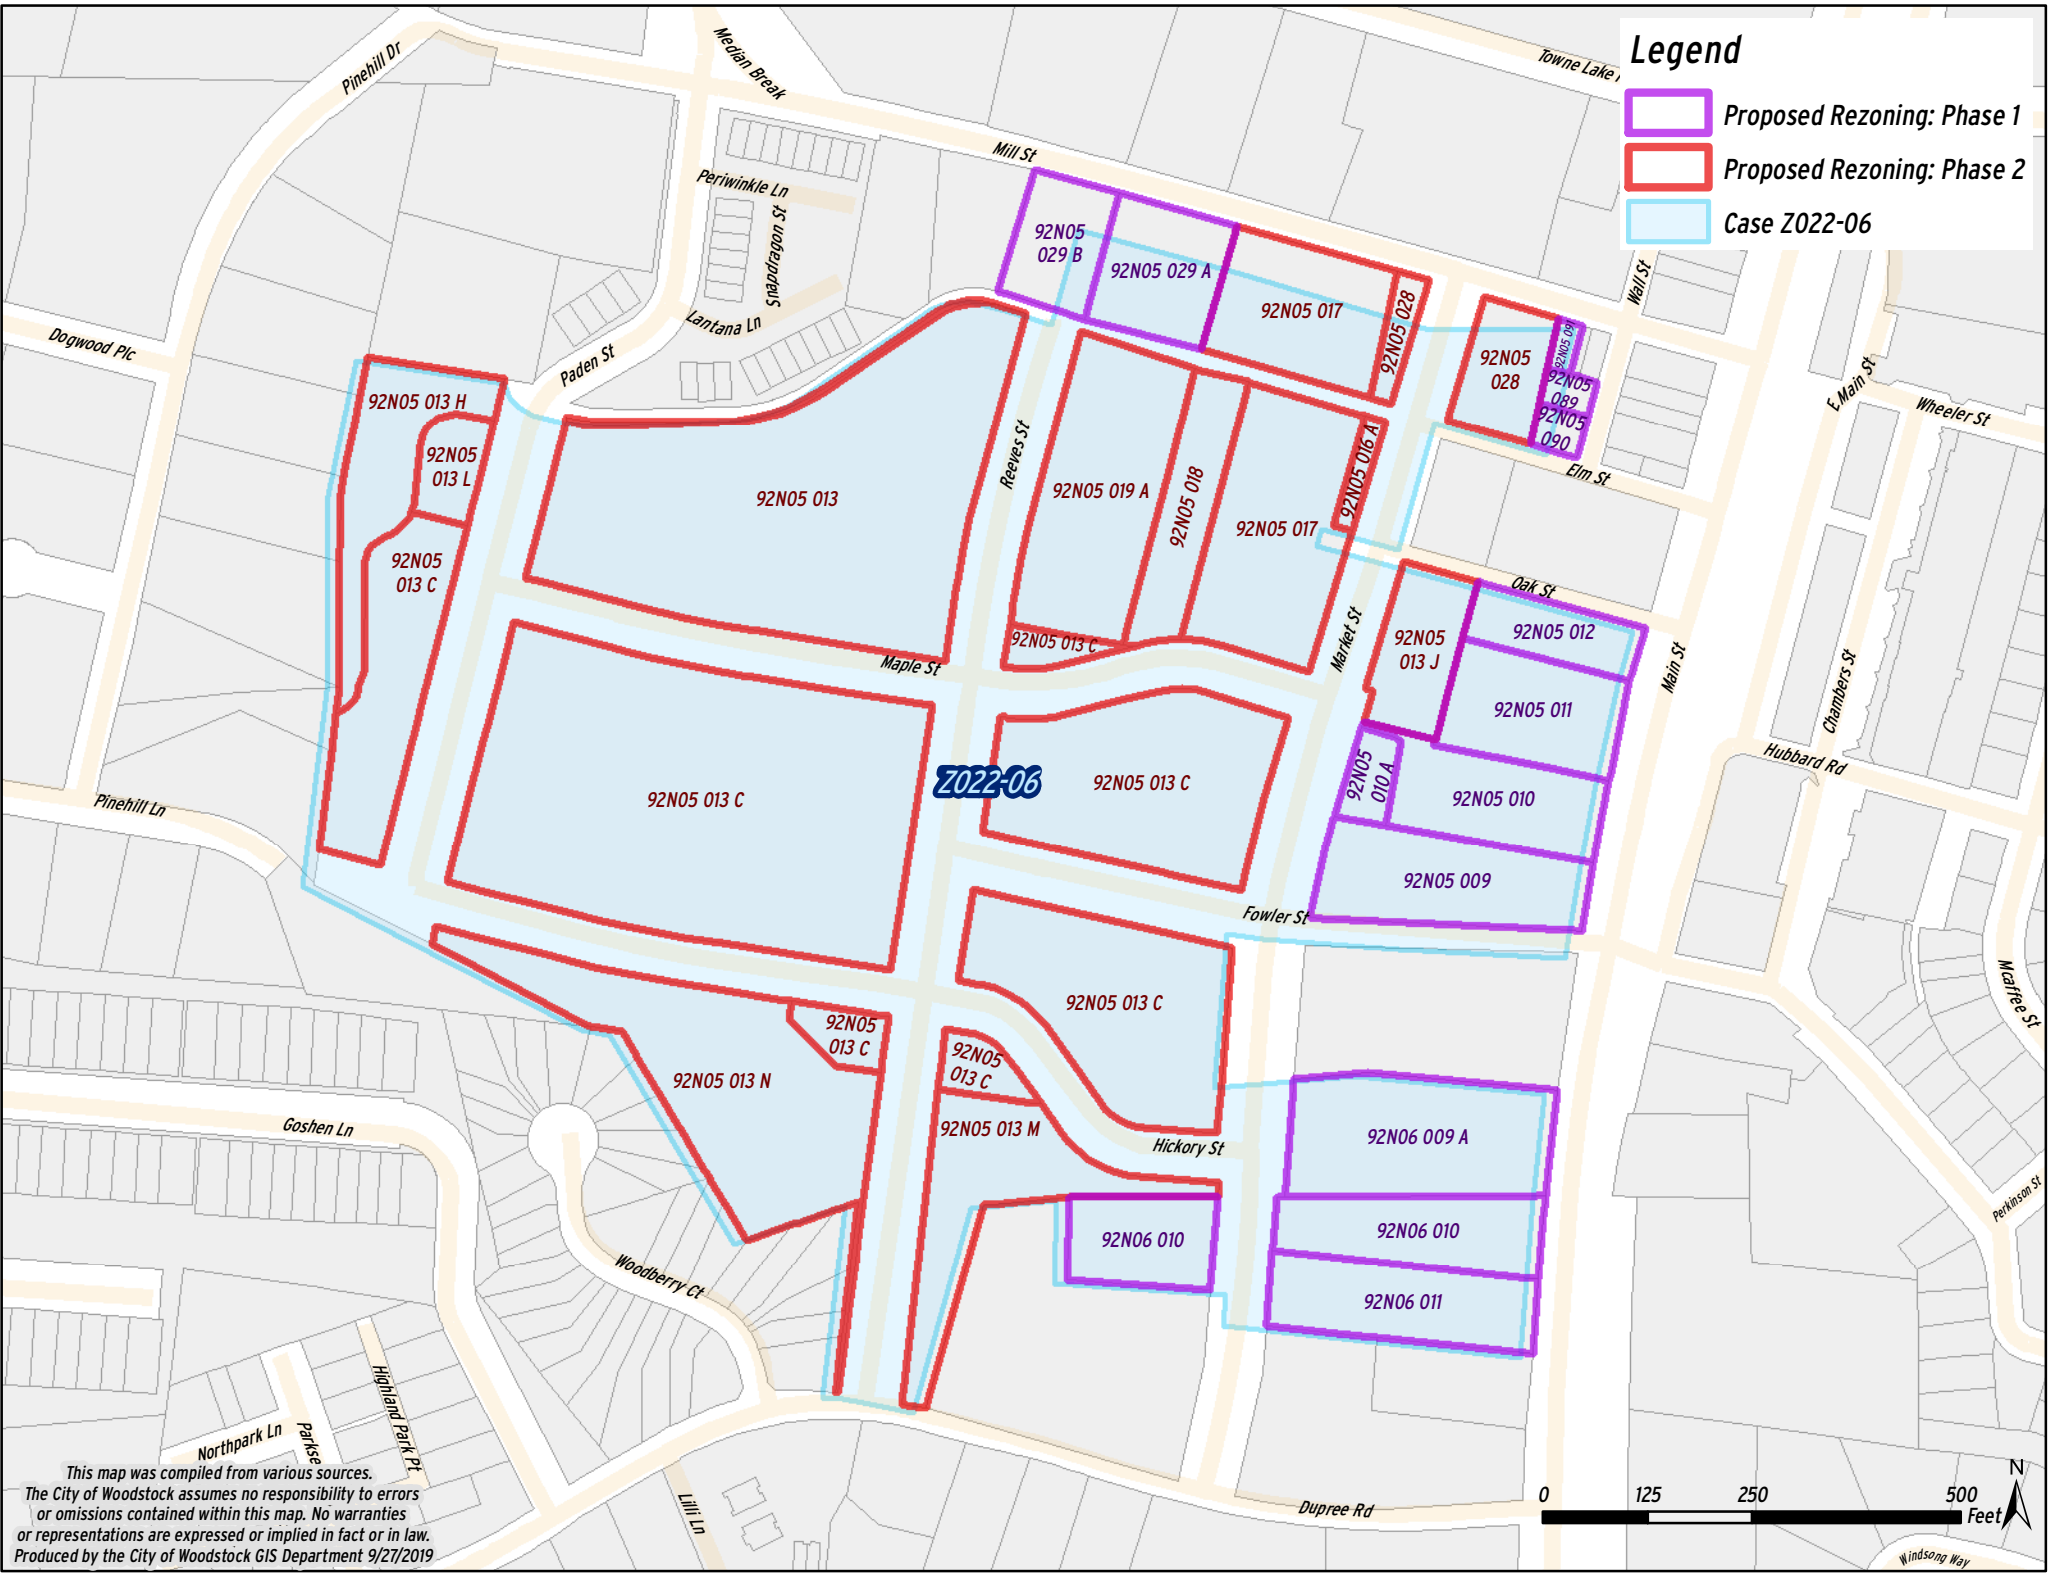 Legend
Proposed Rezoning: Phase 1
Proposed Rezoning: Phase 2
Case Z022-06
Pinehill Dr
Median Break
Towne Lake
Mill St
Periwinkle Ln
Snapdragon St
Lantana Ln
Paden St
Dogwood Plc
Wall St
E Main St
Wheeler St
Elm St
Oak St
Reeves St
Market St
Main St
Chambers St
Hubbard Rd
Maple St
Fowler St
Hickory St
Pinehill Ln
Goshen Ln
Woodberry Ct
Mcaffee St
Perkinson St
Highland Park Pt
Northpark Ln
Parkse
Lilli Ln
Dupree Rd
Windsong Way
92N05
029 B
92N05 029 A
92N05 017
92N05 028
92N05
028
92N05 091
92N05
089
92N05
090
92N05 013 H
92N05
013 L
92N05
013 C
92N05 013
92N05 019 A
92N05 018
92N05 017
92N05 016 A
92N05 013 C
92N05
013 J
92N05 012
92N05 011
92N05
010 A
92N05 010
92N05 009
92N05 013 C
Z022-06
92N05 013 C
92N05 013 C
92N05
013 C
92N05 013 N
92N05
013 C
92N05 013 M
92N06 009 A
92N06 010
92N06 010
92N06 011
This map was compiled from various sources.
The City of Woodstock assumes no responsibility to errors
or omissions contained within this map. No warranties
or representations are expressed or implied in fact or in law.
Produced by the City of Woodstock GIS Department 9/27/2019
0 125 250 500
Feet
N